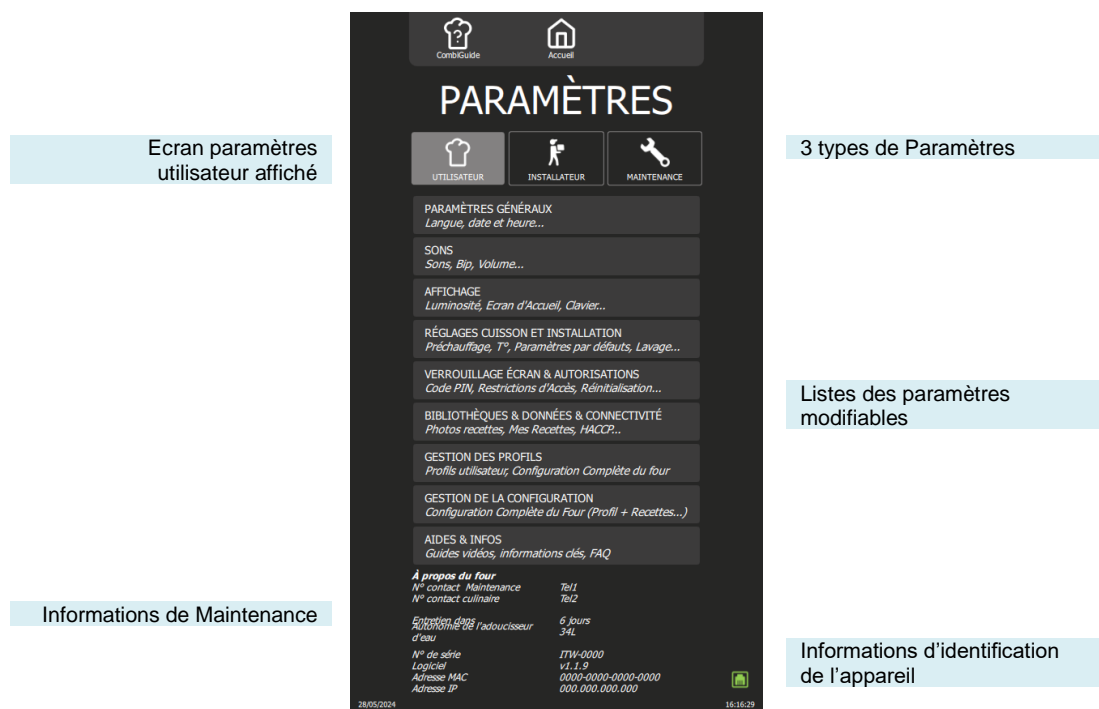 CombiGuide
Accueil
PARAMÈTRES
Ecran paramètres
utilisateur affiché
UTILISATEUR
INSTALLATEUR
MAINTENANCE
3 types de Paramètres
PARAMÈTRES GÉNÉRAUX
Langue, date et heure...
SONS
Sons, Bip, Volume...
AFFICHAGE
Luminosité, Ecran d'Accueil, Clavier...
RÉGLAGES CUISSON ET INSTALLATION
Préchauffage, T°, Paramètres par défauts, Lavage...
VERROUILLAGE ÉCRAN & AUTORISATIONS
Code PIN, Restrictions d'Accès, Réinitialisation...
Listes des paramètres
modifiables
BIBLIOTHÈQUES & DONNÉES & CONNECTIVITÉ
Photos recettes, Mes Recettes, HACCP...
GESTION DES PROFILS
Profils utilisateur, Configuration Complète du four
GESTION DE LA CONFIGURATION
Configuration Complète du Four (Profil + Recettes...)
AIDES & INFOS
Guides vidéos, informations clés, FAQ
À propos du four
N° contact Maintenance Tel1
N° contact culinaire Tel2
Informations de Maintenance
Entretien dans 6 jours
Autonomie de l'adoucisseur
d'eau 34L
N° de série ITW-0000
Logiciel v1.1.9
Adresse MAC 0000-0000-0000-0000
Adresse IP 000.000.000.000
Informations d’identification
de l’appareil
28/05/2024
16:16:29